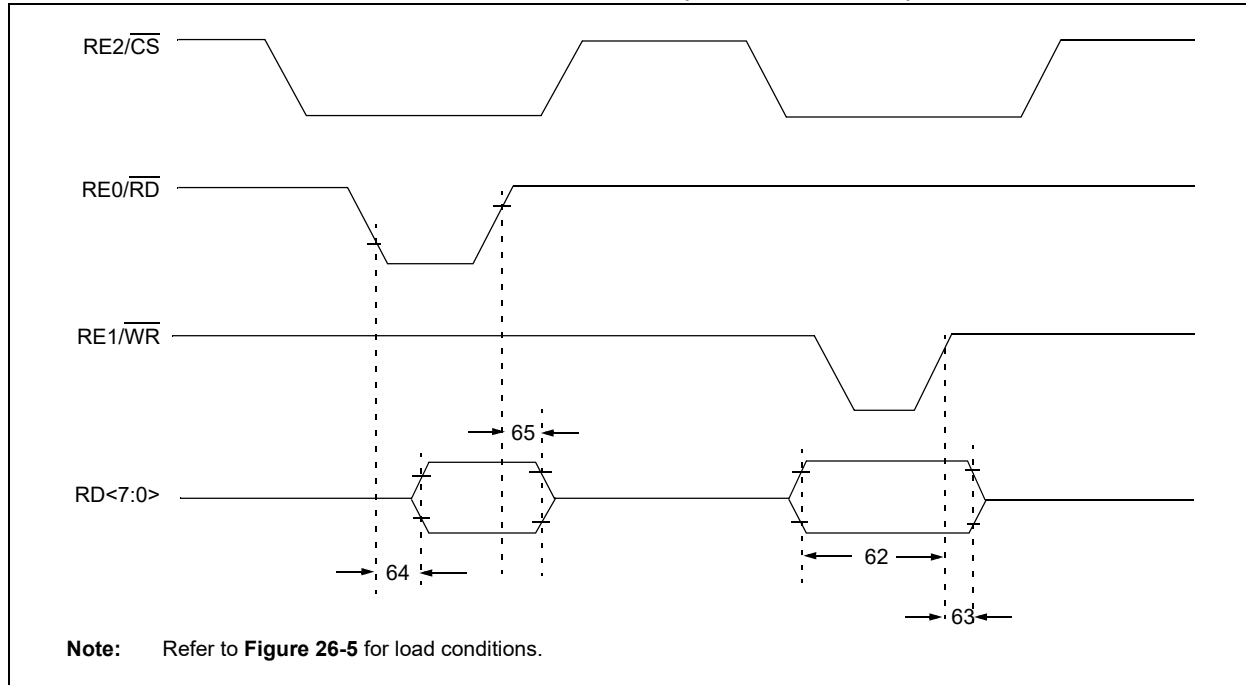 RE2/CS
RE0/RD
RE1/WR
65
RD<7:0>
62
64
63
Note: Refer to Figure 26-5 for load conditions.